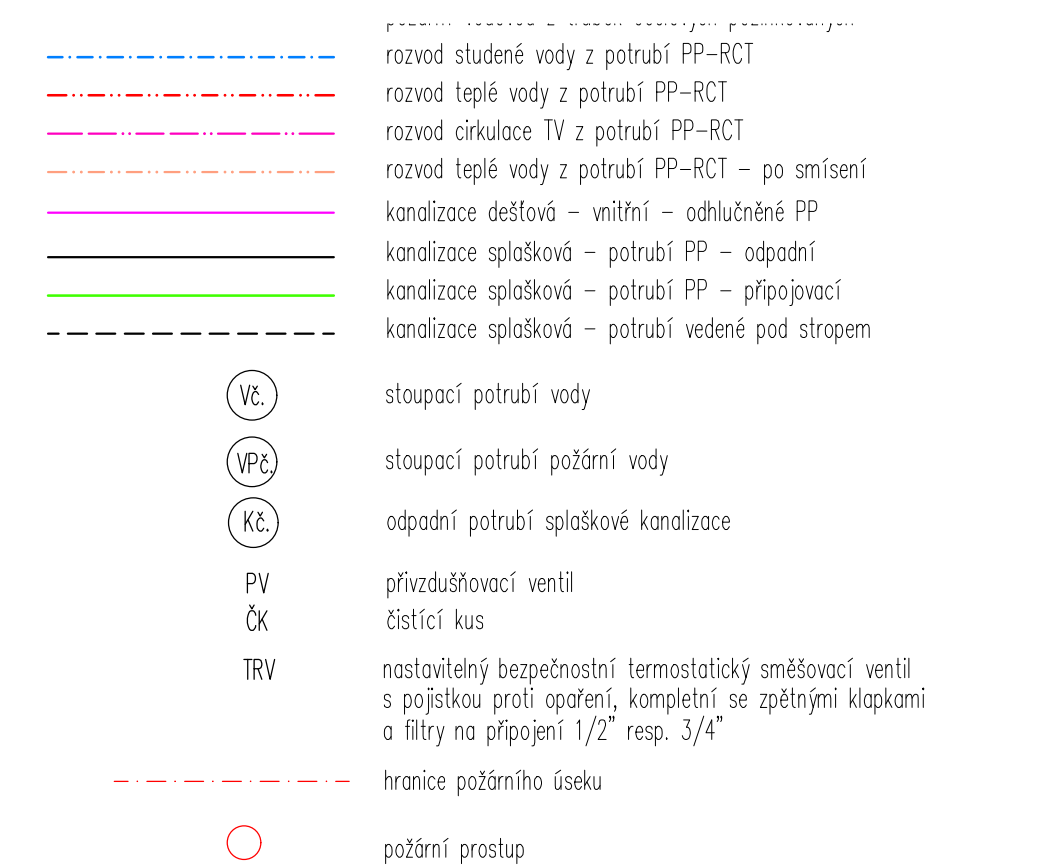 rozvod studené vody z potrubí PP-RCT
rozvod teplé vody z potrubí PP-RCT
rozvod cirkulace TV z potrubí PP-RCT
rozvod teplé vody z potrubí PP-RCT - po smísení
kanalizace dešťová - vnitřní - odhlučněné PP
kanalizace splašková - potrubí PP - odpadní
kanalizace splašková - potrubí PP - připojovací
kanalizace splašková - potrubí vedené pod stropem
Vč. stoupací potrubí vody
VPč. stoupací potrubí požární vody
Kč. odpadní potrubí splaškové kanalizace
PV přivzdušňovací ventil
ČK čistící kus
TRV nastavitelný bezpečnostní termostatický směšovací ventil
s pojistkou proti opaření, kompletní se zpětnými klapkami
a filtry na připojení 1/2" resp. 3/4"
hranice požárního úseku
požární prostup